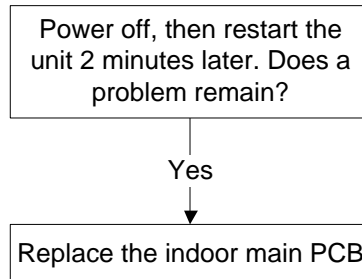 Power off, then restart the
unit 2 minutes later. Does a
problem remain?
Yes
Replace the indoor main PCB